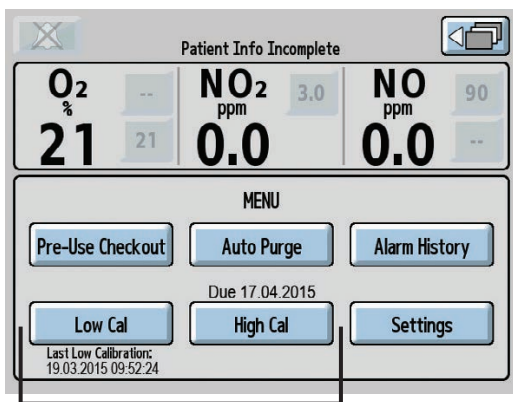 Patient Info Incomplete
O2 -- NO2 3.0 NO 90
% ppm ppm
21 21 0.0 0.0 --
MENU
Pre-Use Checkout Auto Purge Alarm History
Due 17.04.2015
Low Cal High Cal Settings
Last Low Calibration:
19.03.2015 09:52:24